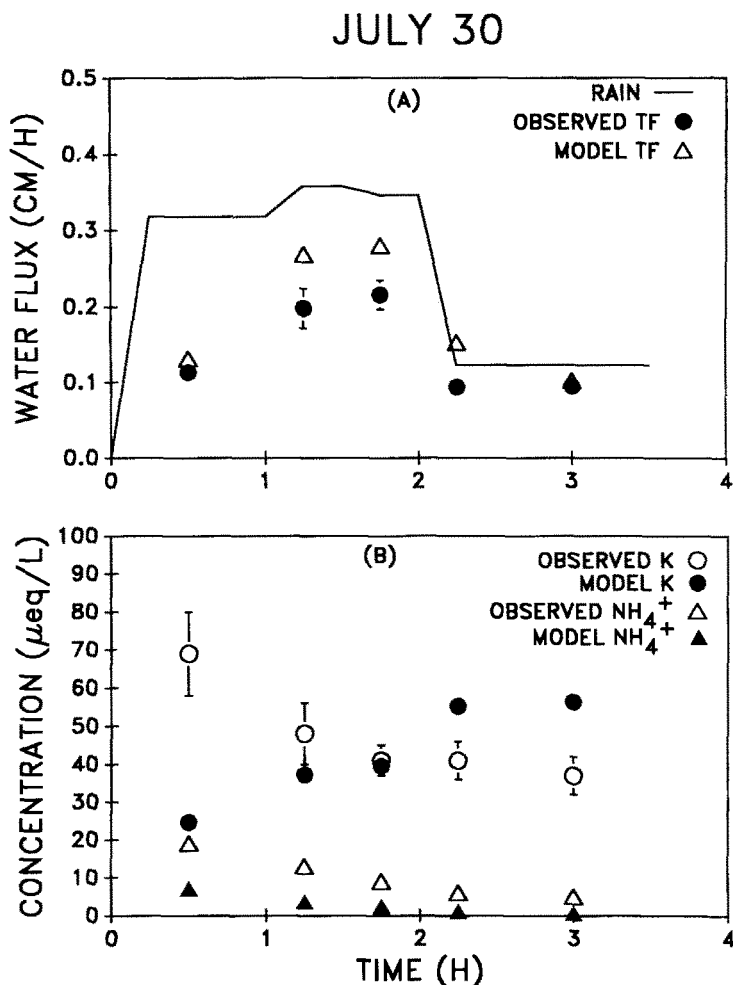 JULY 30
(A)
RAIN
OBSERVED TF
MODEL TF
WATER FLUX (CM/H)
0.5
0.4
0.3
0.2
0.1
0.0
0 1 2 3 4
(B)
OBSERVED K
MODEL K
OBSERVED NH4+
MODEL NH4+
CONCENTRATION (μeq/L)
100
90
80
70
60
50
40
30
20
10
0
0 1 2 3 4
TIME (H)